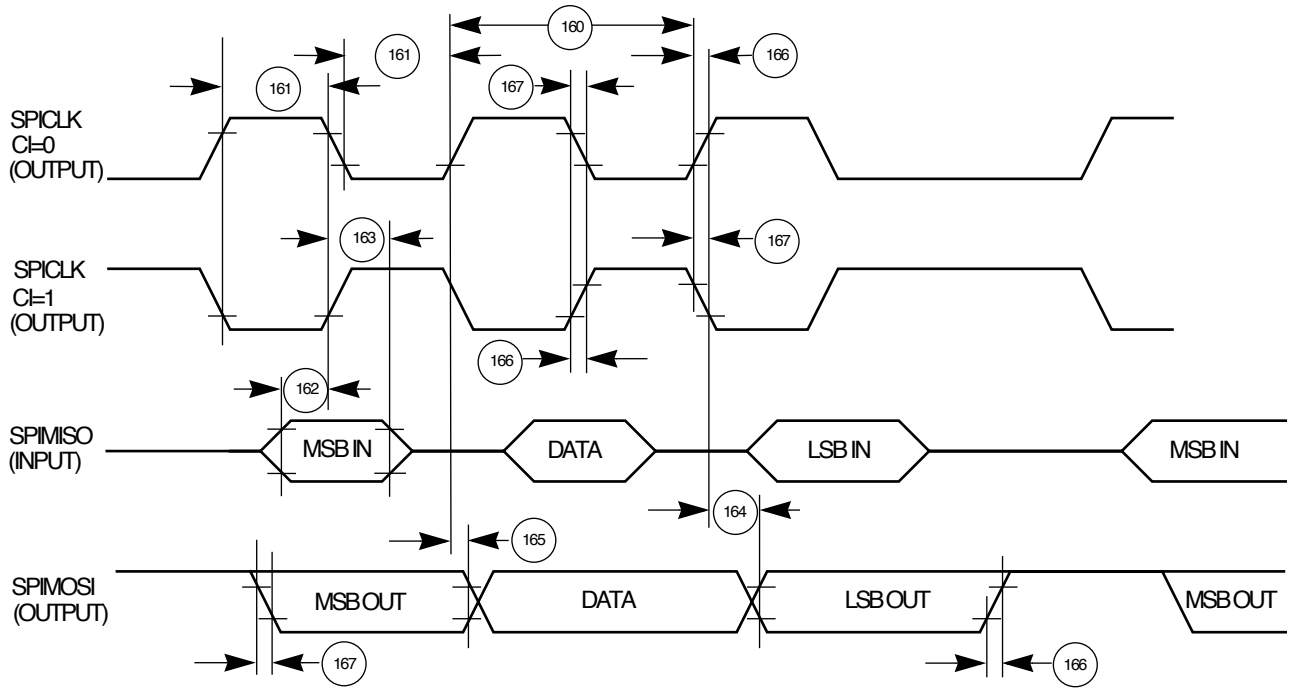 160
161
166
161
167
SPICLK
CI=0
(OUTPUT)
163
167
SPICLK
CI=1
(OUTPUT)
166
162
SPIMISO
(INPUT)
MSB IN
DATA
LSB IN
MSB IN
164
165
SPIMOSI
(OUTPUT)
MSB OUT
DATA
LSB OUT
MSB OUT
167
166